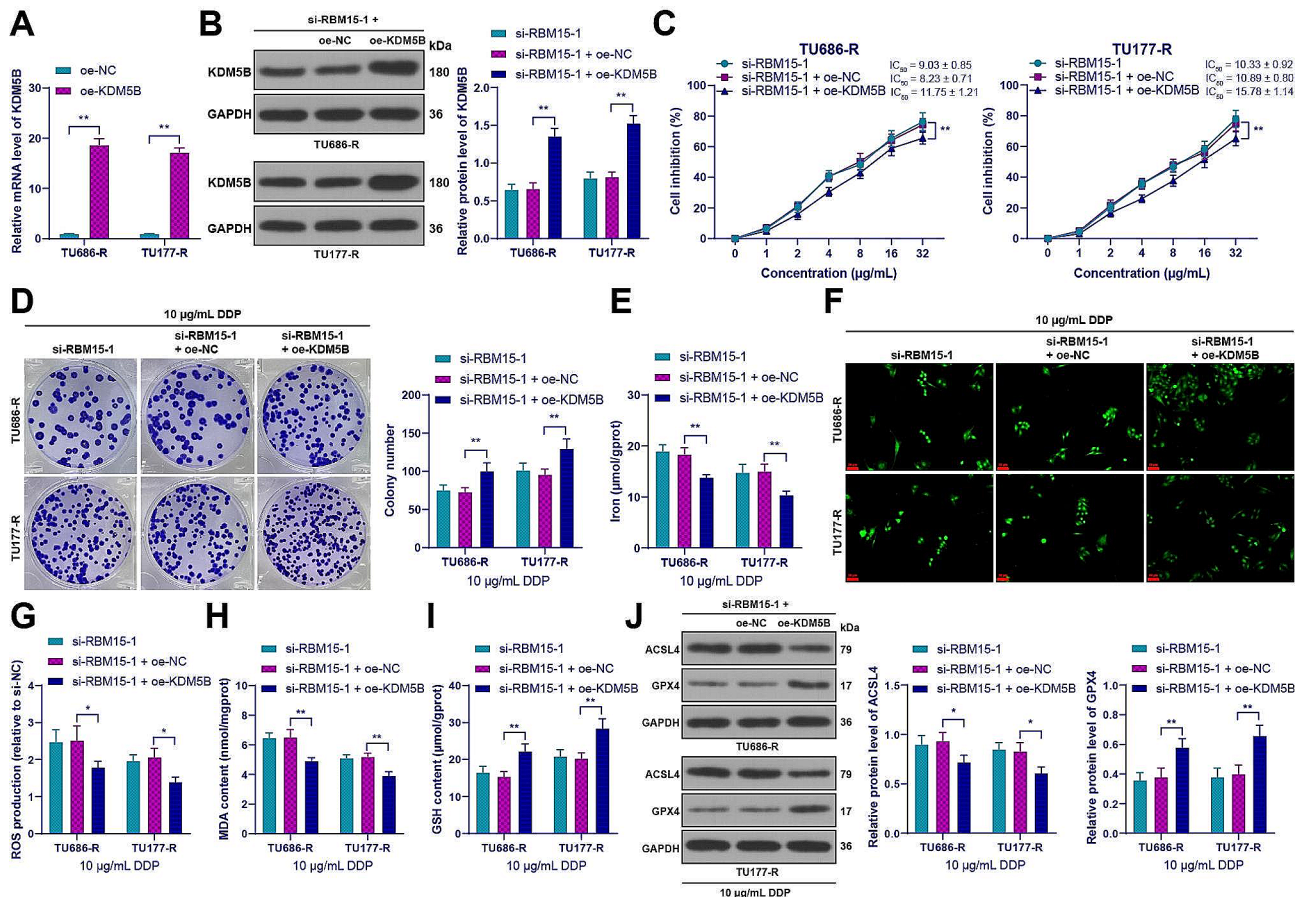 A
oe-NC
oe-KDM5B
Relative mRNA level of KDM5B
30
20
10
0
**
**
TU686-R
TU177-R
B
si-RBM15-1 +
oe-NC
oe-KDM5B
kDa
KDM5B
180
GAPDH
36
TU686-R
KDM5B
180
GAPDH
36
TU177-R
si-RBM15-1
si-RBM15-1 + oe-NC
si-RBM15-1 + oe-KDM5B
Relative protein level of KDM5B
2.0
1.5
1.0
0.5
0.0
**
**
TU686-R
TU177-R
C
TU686-R
si-RBM15-1
IC50 = 9.03 ± 0.85
si-RBM15-1 + oe-NC
IC50 = 8.23 ± 0.71
si-RBM15-1 + oe-KDM5B
IC50 = 11.75 ± 1.21
Cell inhibition (%)
100
80
60
40
20
0
**
0 1 2 4 8 16 32
Concentration (µg/mL)
TU177-R
si-RBM15-1
IC50 = 10.33 ± 0.92
si-RBM15-1 + oe-NC
IC50 = 10.89 ± 0.80
si-RBM15-1 + oe-KDM5B
IC50 = 15.78 ± 1.14
Cell inhibition (%)
100
80
60
40
20
0
**
0 1 2 4 8 16 32
Concentration (µg/mL)
D
10 µg/mL DDP
si-RBM15-1
si-RBM15-1
+ oe-NC
si-RBM15-1
+ oe-KDM5B
TU686-R
TU177-R
si-RBM15-1
si-RBM15-1 + oe-NC
si-RBM15-1 + oe-KDM5B
Colony number
200
150
100
50
0
**
**
TU686-R
TU177-R
10 µg/mL DDP
E
si-RBM15-1
si-RBM15-1 + oe-NC
si-RBM15-1 + oe-KDM5B
Iron (µmol/gprot)
30
20
10
0
**
**
TU686-R
TU177-R
10 µg/mL DDP
F
10 µg/mL DDP
si-RBM15-1
si-RBM15-1
+ oe-NC
si-RBM15-1
+ oe-KDM5B
TU686-R
TU177-R
G
si-RBM15-1
si-RBM15-1 + oe-NC
si-RBM15-1 + oe-KDM5B
ROS production (relative to si-NC)
4
3
2
1
0
*
*
TU686-R
TU177-R
10 µg/mL DDP
H
si-RBM15-1
si-RBM15-1 + oe-NC
si-RBM15-1 + oe-KDM5B
MDA content (nmol/mgprot)
10
8
6
4
2
0
**
**
TU686-R
TU177-R
10 µg/mL DDP
I
si-RBM15-1
si-RBM15-1 + oe-NC
si-RBM15-1 + oe-KDM5B
GSH content (µmol/gprot)
40
30
20
10
0
**
**
TU686-R
TU177-R
10 µg/mL DDP
J
si-RBM15-1 +
oe-NC
oe-KDM5B
kDa
ACSL4
79
GPX4
17
GAPDH
36
TU686-R
ACSL4
79
GPX4
17
GAPDH
36
TU177-R
10 µg/mL DDP
si-RBM15-1
si-RBM15-1 + oe-NC
si-RBM15-1 + oe-KDM5B
Relative protein level of ACSL4
1.5
1.0
0.5
0.0
*
*
TU686-R
TU177-R
10 µg/mL DDP
si-RBM15-1
si-RBM15-1 + oe-NC
si-RBM15-1 + oe-KDM5B
Relative protein level of GPX4
1.0
0.8
0.6
0.4
0.2
0.0
**
**
TU686-R
TU177-R
10 µg/mL DDP